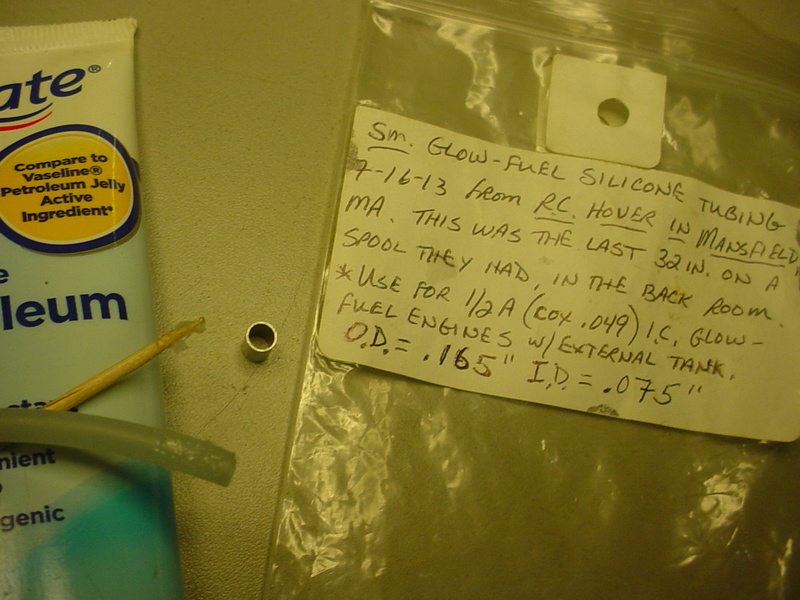 ate®
Compare to
Vaseline®
Petroleum Jelly
Active
Ingredient*
e
leum
nient
genic
Sm. GLOW-FUEL SILICONE TUBING
7-16-13 from R.C. HOVER IN MANSFIELD,
MA. THIS WAS THE LAST 32 IN. ON A
SPOOL THEY HAD, IN THE BACK ROOM.
*USE FOR 1/2 A (COX .049) I.C. GLOW-
FUEL ENGINES W/EXTERNAL TANK.
O.D. = .165" I.D. = .075"